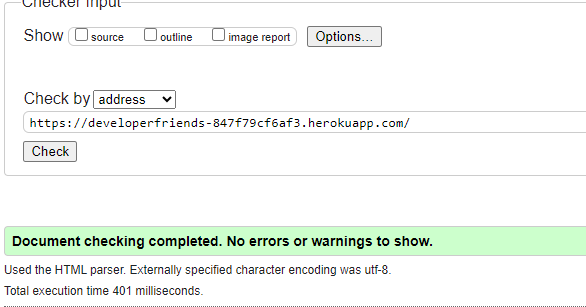 Checker Input
Show source outline image report Options...
Check by address
https://developerfriends-847f79cf6af3.herokuapp.com/
Check
Document checking completed. No errors or warnings to show.
Used the HTML parser. Externally specified character encoding was utf-8.
Total execution time 401 milliseconds.